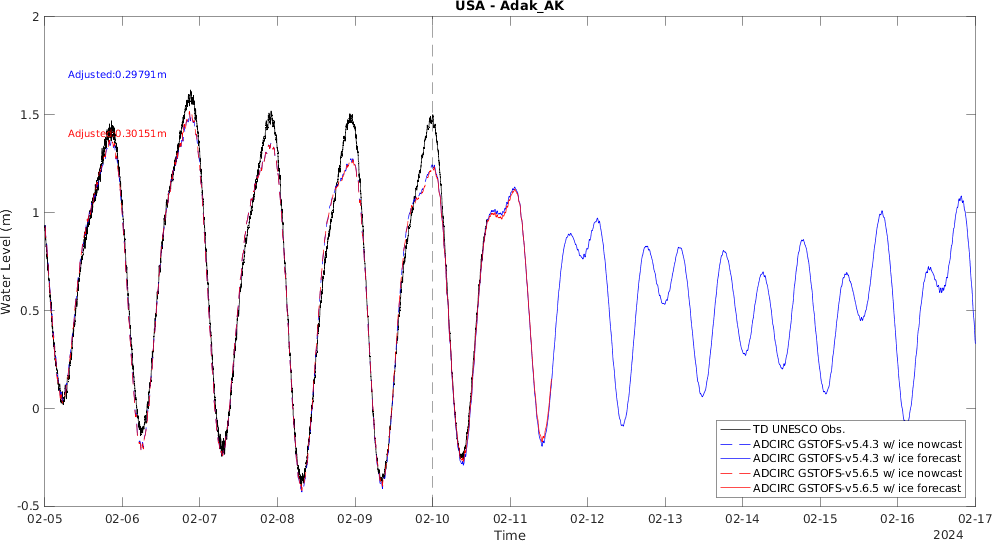 USA - Adak_AK
2
1.5
1
0.5
0
-0.5
Water Level (m)
Adjusted:0.29791m
Adjusted:0.30151m
TD UNESCO Obs.
ADCIRC GSTOFS-v5.4.3 w/ ice nowcast
ADCIRC GSTOFS-v5.4.3 w/ ice forecast
ADCIRC GSTOFS-v5.6.5 w/ ice nowcast
ADCIRC GSTOFS-v5.6.5 w/ ice forecast
02-05 02-06 02-07 02-08 02-09 02-10 02-11 02-12 02-13 02-14 02-15 02-16 02-17
Time
2024